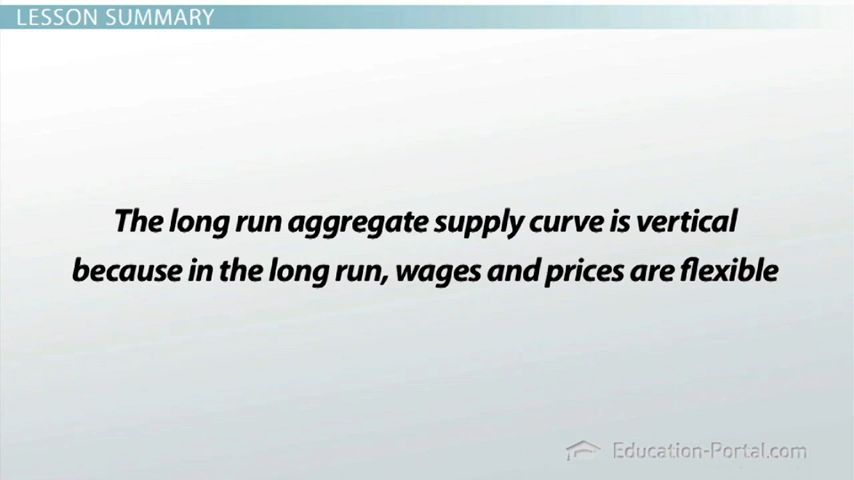 LESSON SUMMARY
The long run aggregate supply curve is vertical
because in the long run, wages and prices are flexible
Education-Portal.com